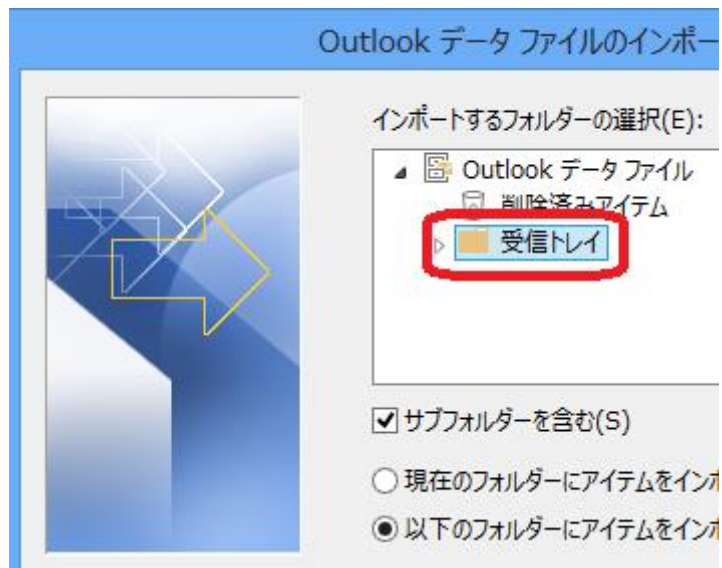 Outlook データ ファイルのインポー
インポートするフォルダーの選択(E):
Outlook データ ファイル
削除済みアイテム
受信トレイ
サブフォルダーを含む(S)
現在のフォルダーにアイテムをインポ
以下のフォルダーにアイテムをインポ